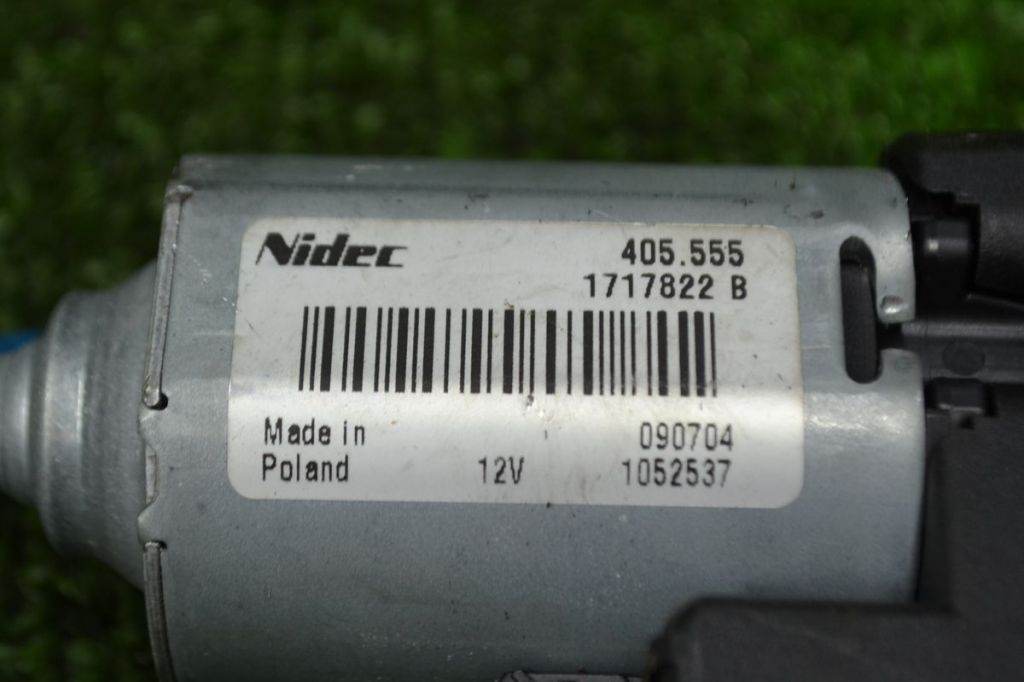 Nidec 405.555
1717822 B
Made in 090704
Poland 12V 1052537